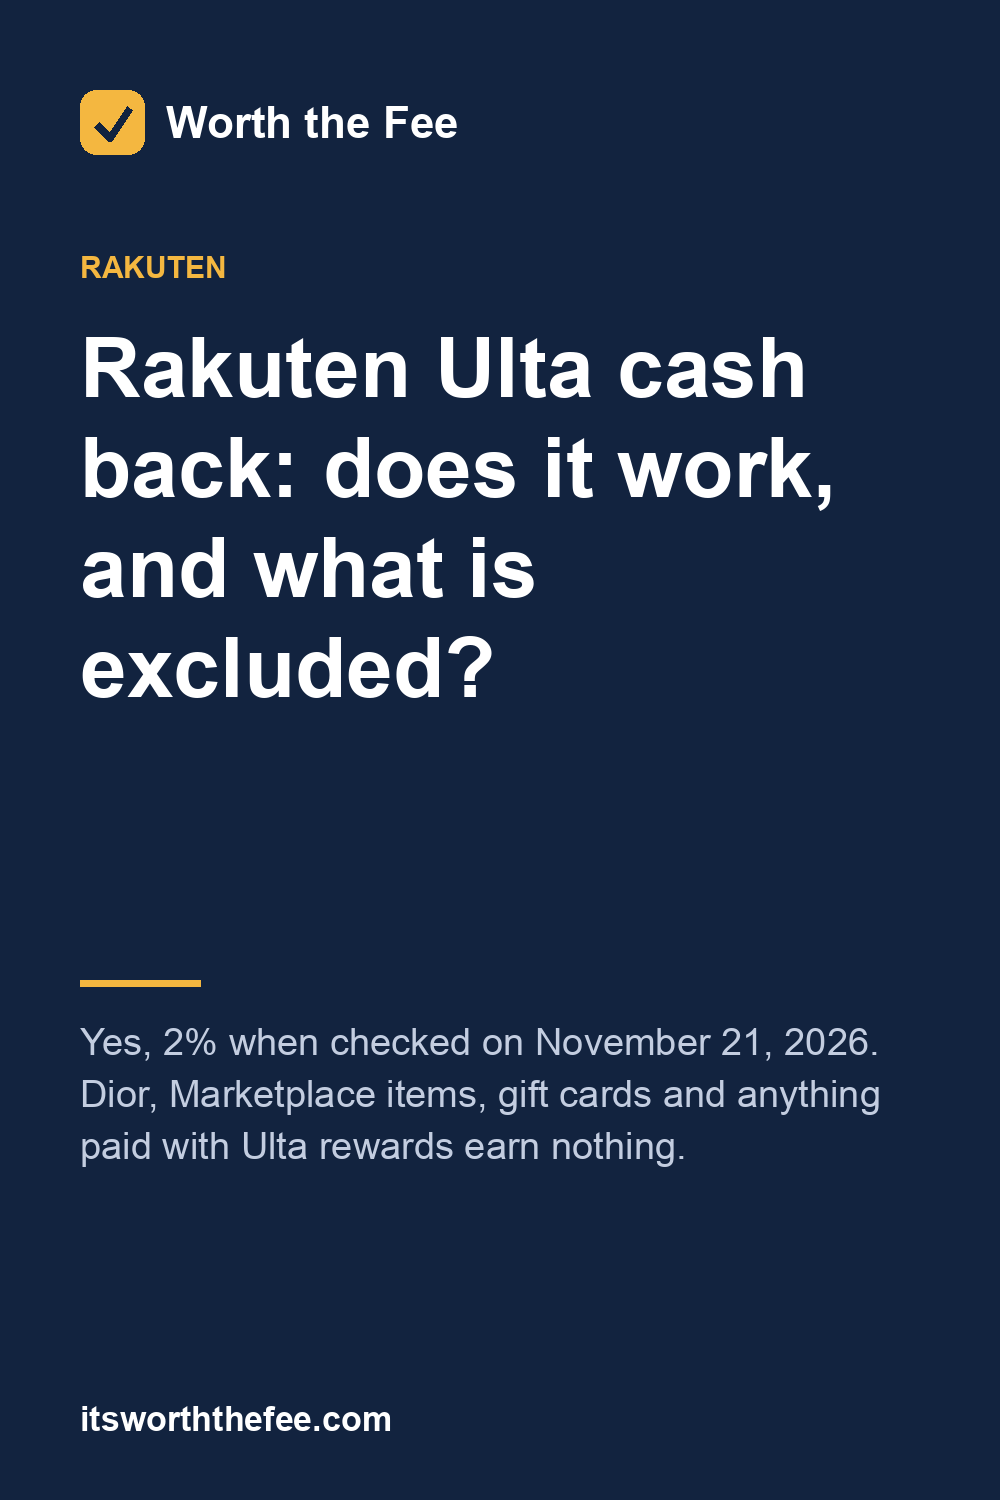 Worth the Fee
RAKUTEN
Rakuten Ulta cash
back: does it work,
and what is
excluded?
Yes, 2% when checked on November 21, 2026.
Dior, Marketplace items, gift cards and anything
paid with Ulta rewards earn nothing.
itsworththefee.com